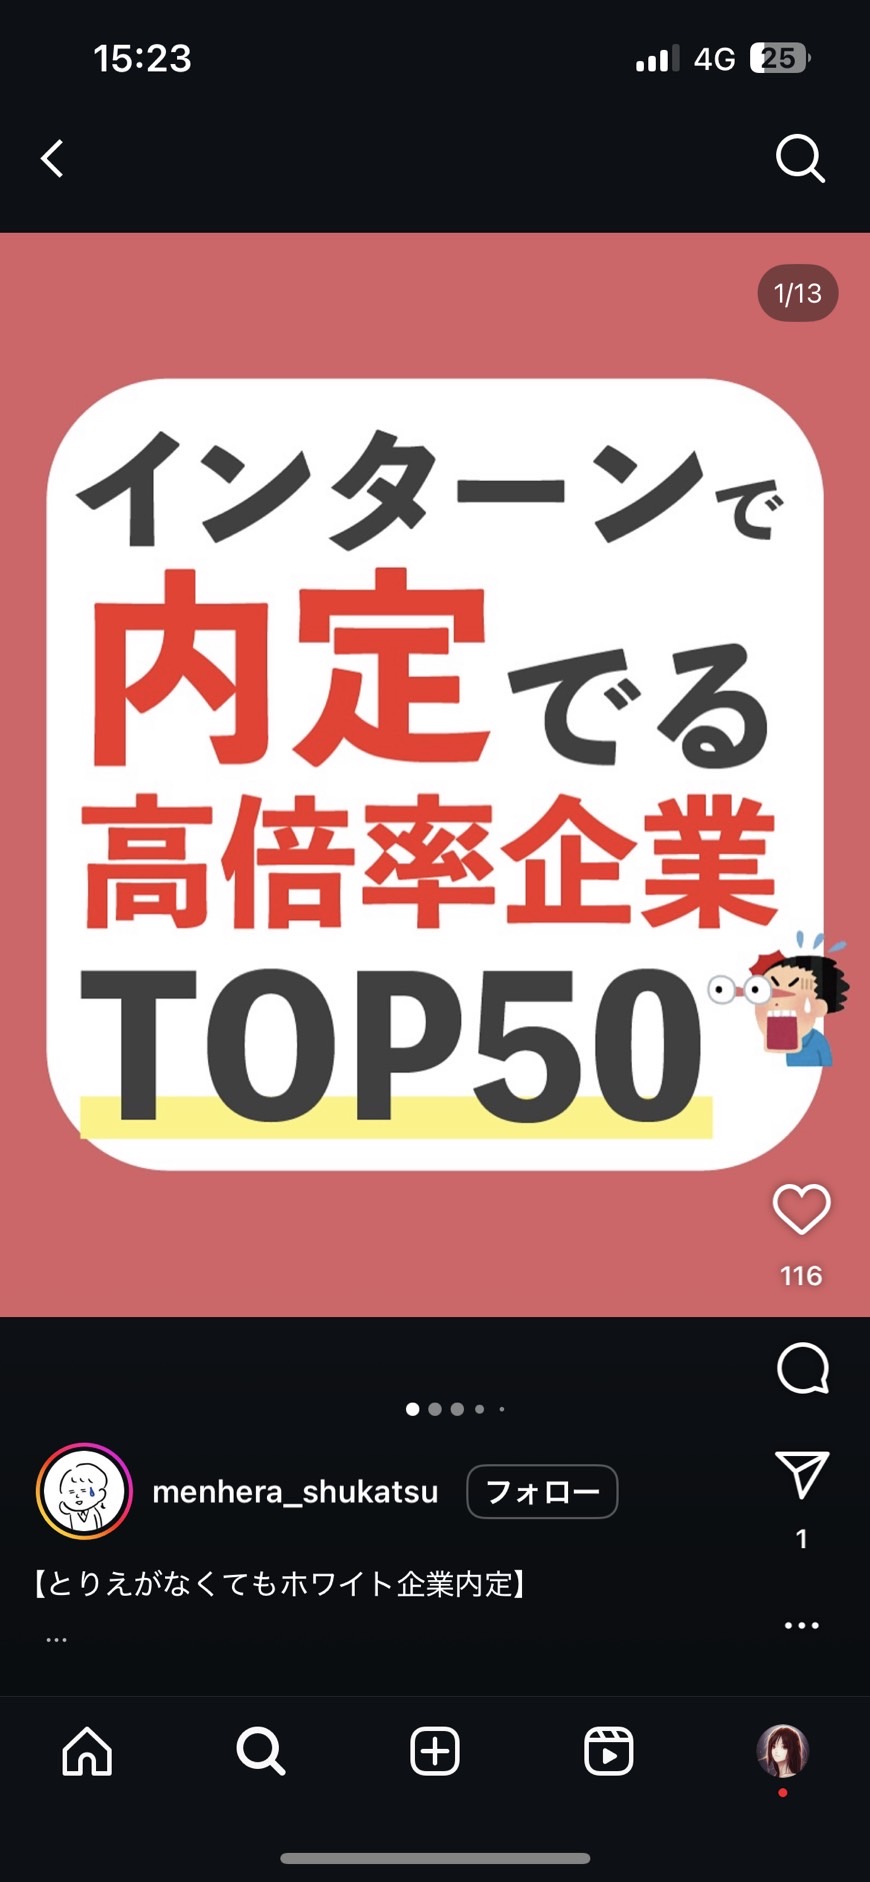 15:23
4G
25
1/13
インターンで
内定でる
高倍率企業
TOP50
116
menhera_shukatsu
フォロー
1
【とりえがなくてもホワイト企業内定】
...